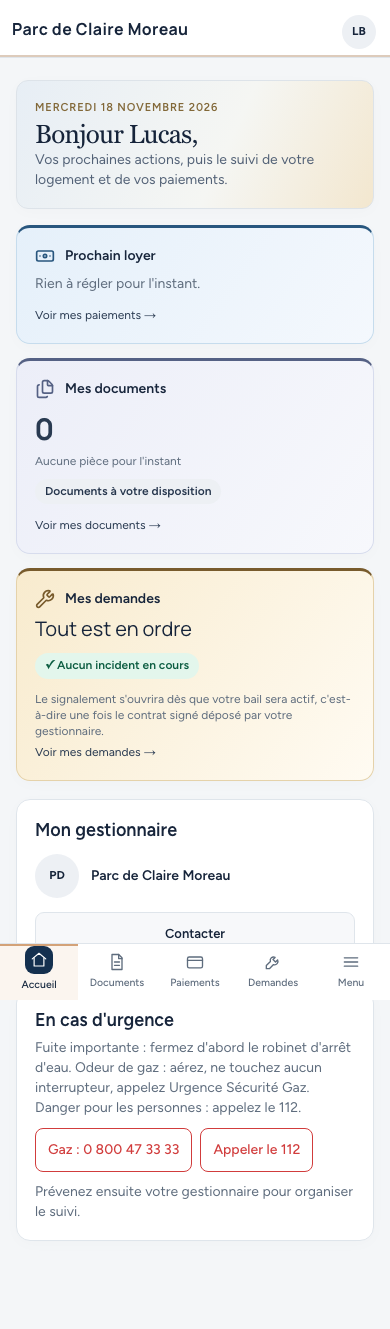 Parc de Claire Moreau
LB
MERCREDI 18 NOVEMBRE 2026
Bonjour Lucas,
Vos prochaines actions, puis le suivi de votre
logement et de vos paiements.
Prochain loyer
Rien à régler pour l'instant.
Voir mes paiements →
Mes documents
0
Aucune pièce pour l'instant
Documents à votre disposition
Voir mes documents →
Mes demandes
Tout est en ordre
✓ Aucun incident en cours
Le signalement s'ouvrira dès que votre bail sera actif, c'est-
à-dire une fois le contrat signé déposé par votre
gestionnaire.
Voir mes demandes →
Mon gestionnaire
PD
Parc de Claire Moreau
Contacter
Accueil
Documents
Paiements
Demandes
Menu
En cas d'urgence
Fuite importante : fermez d'abord le robinet d'arrêt
d'eau. Odeur de gaz : aérez, ne touchez aucun
interrupteur, appelez Urgence Sécurité Gaz.
Danger pour les personnes : appelez le 112.
Gaz : 0 800 47 33 33
Appeler le 112
Prévenez ensuite votre gestionnaire pour organiser
le suivi.